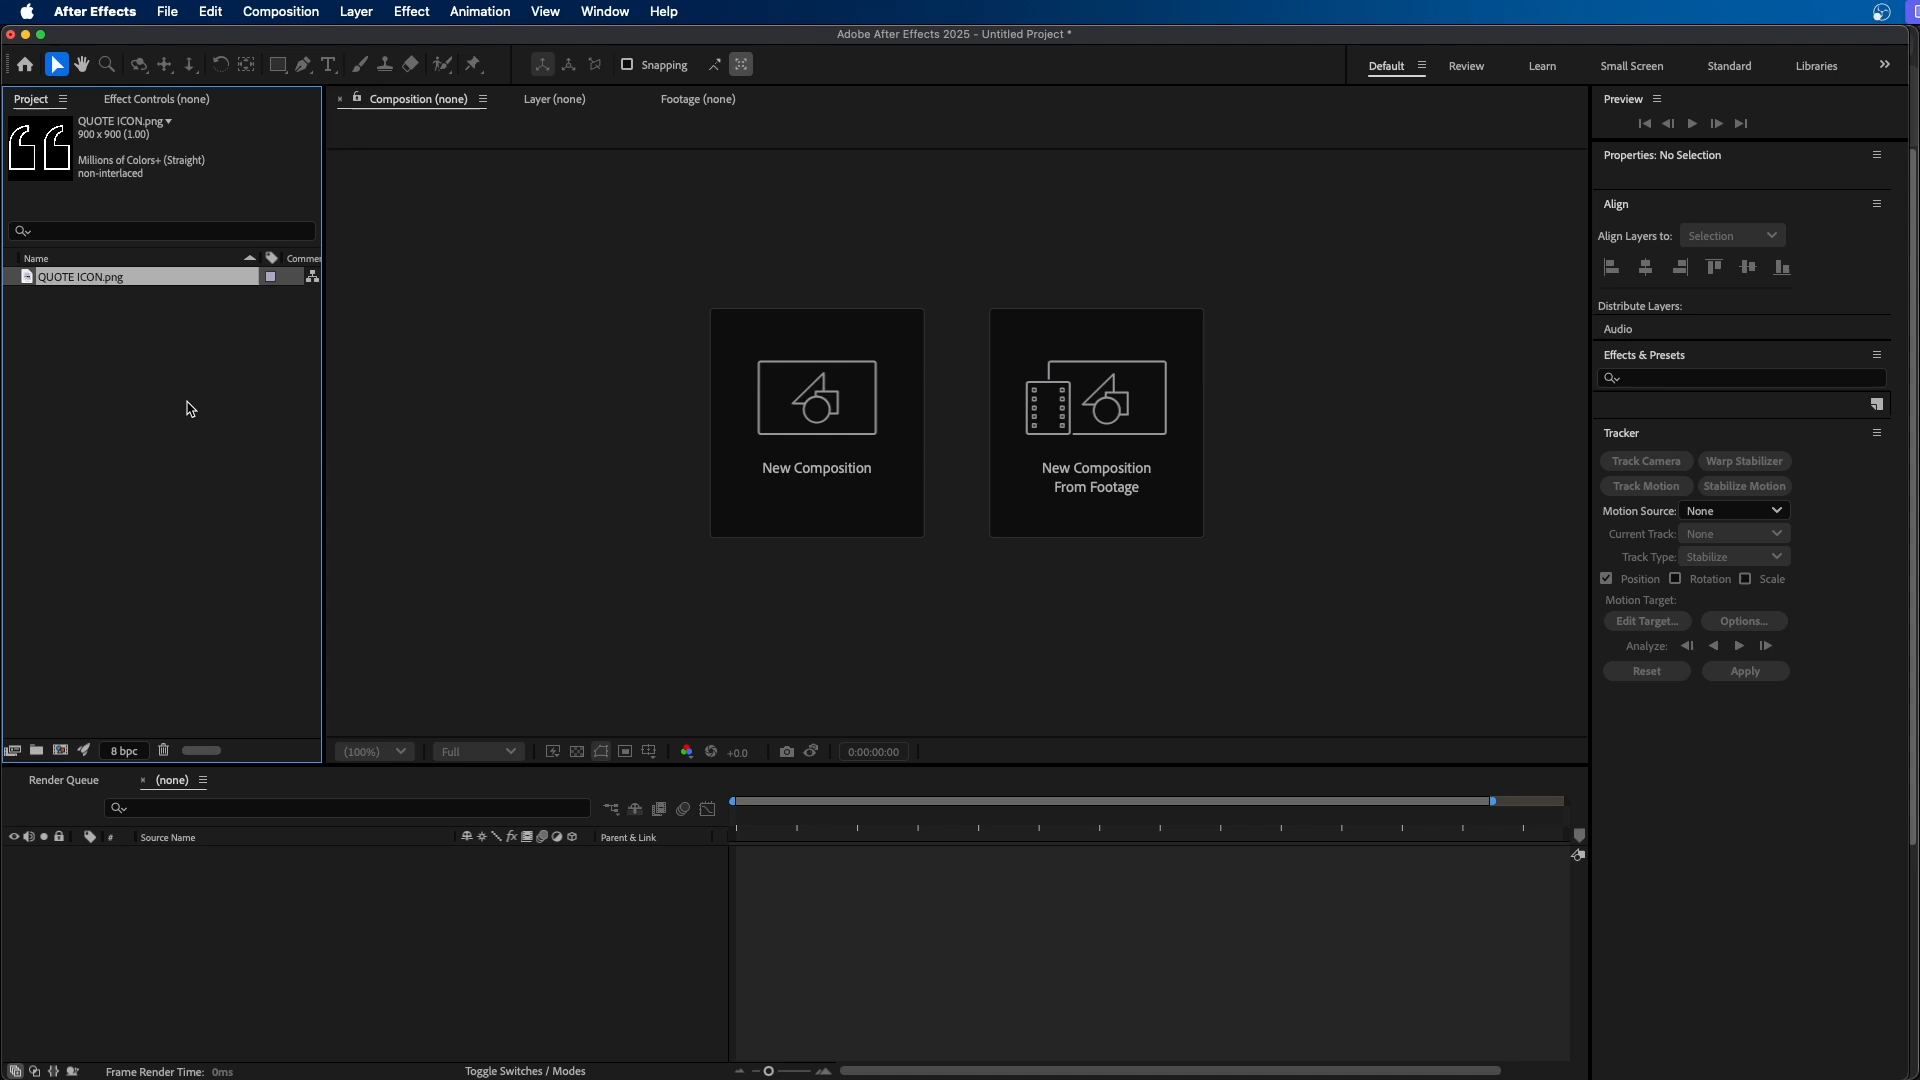 After Effects File Edit Composition Layer Effect Animation View Window Help
Adobe After Effects 2025 - Untitled Project *
Snapping
Default Review Learn Small Screen Standard Libraries
Project Effect Controls (none)
QUOTE ICON.png
900 x 900 (1.00)
Millions of Colors+ (Straight)
non-interlaced
Name Commer
QUOTE ICON.png
8 bpc
Composition (none) Layer (none) Footage (none)
New Composition
New Composition
From Footage
(100%) Full +0.0 0:00:00:00
Preview
Properties: No Selection
Align
Align Layers to: Selection
Distribute Layers:
Audio
Effects & Presets
Tracker
Track Camera Warp Stabilizer
Track Motion Stabilize Motion
Motion Source: None
Current Track: None
Track Type: Stabilize
Position Rotation Scale
Motion Target:
Edit Target... Options...
Analyze:
Reset Apply
Render Queue (none)
# Source Name fx Parent & Link
Frame Render Time: 0ms Toggle Switches / Modes